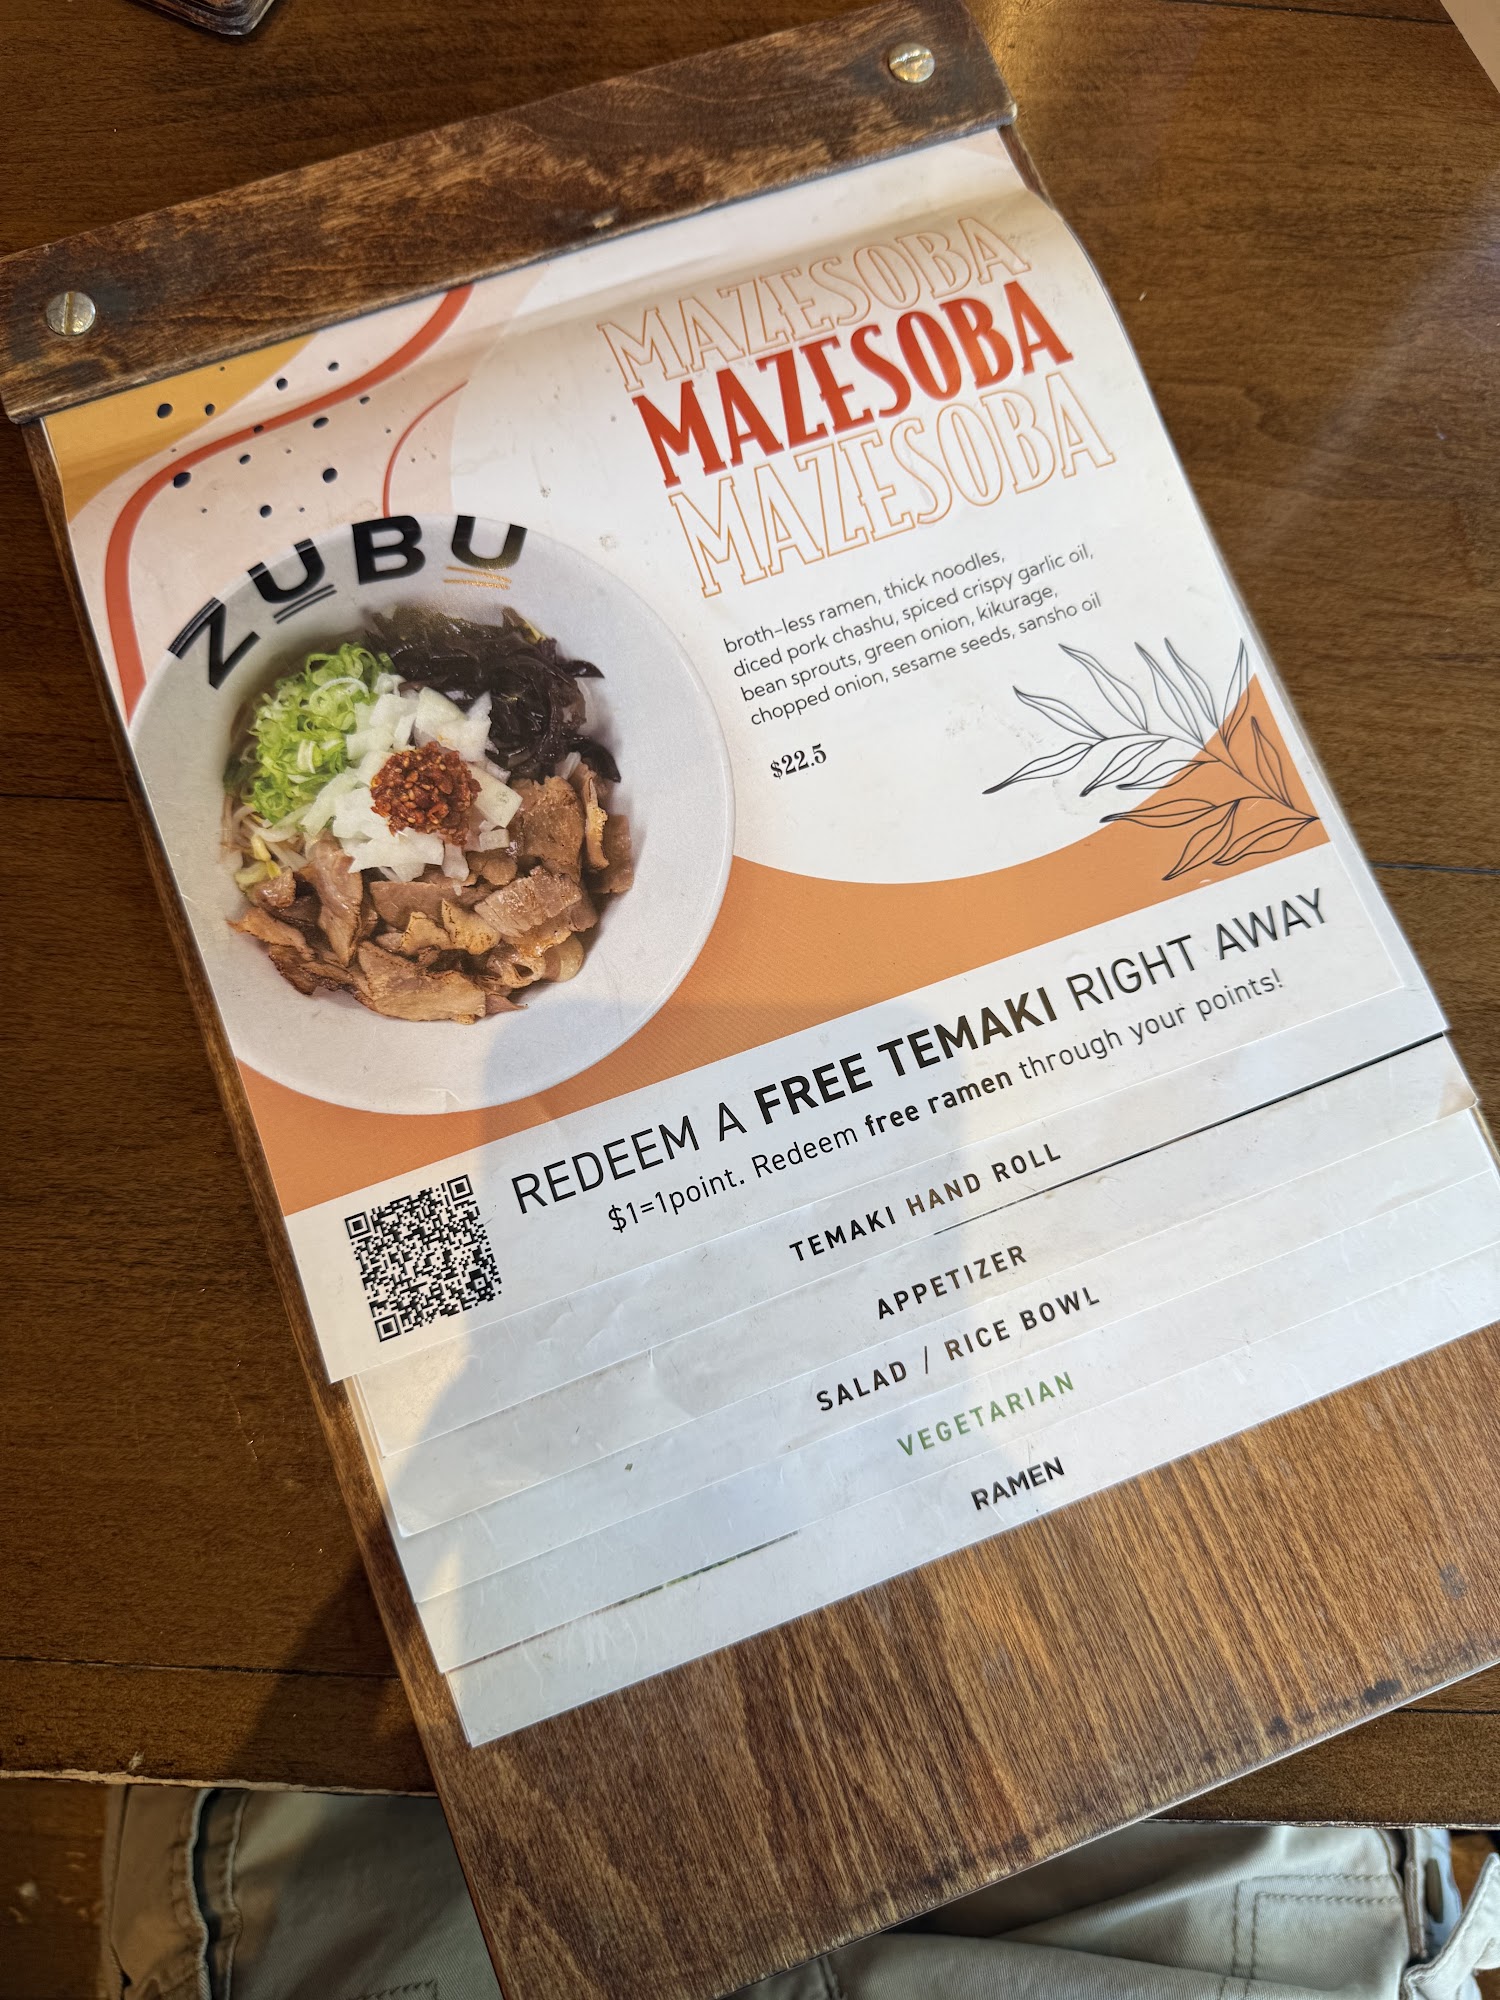 MAZESOBA
MAZESOBA
MAZESOBA
ZUBU
broth-less ramen, thick noodles,
diced pork chashu, spiced crispy garlic oil,
bean sprouts, green onion, kikurage,
chopped onion, sesame seeds, sansho oil
$22.5
REDEEM A FREE TEMAKI RIGHT AWAY
$1=1point. Redeem free ramen through your points!
TEMAKI HAND ROLL
APPETIZER
SALAD / RICE BOWL
VEGETARIAN
RAMEN